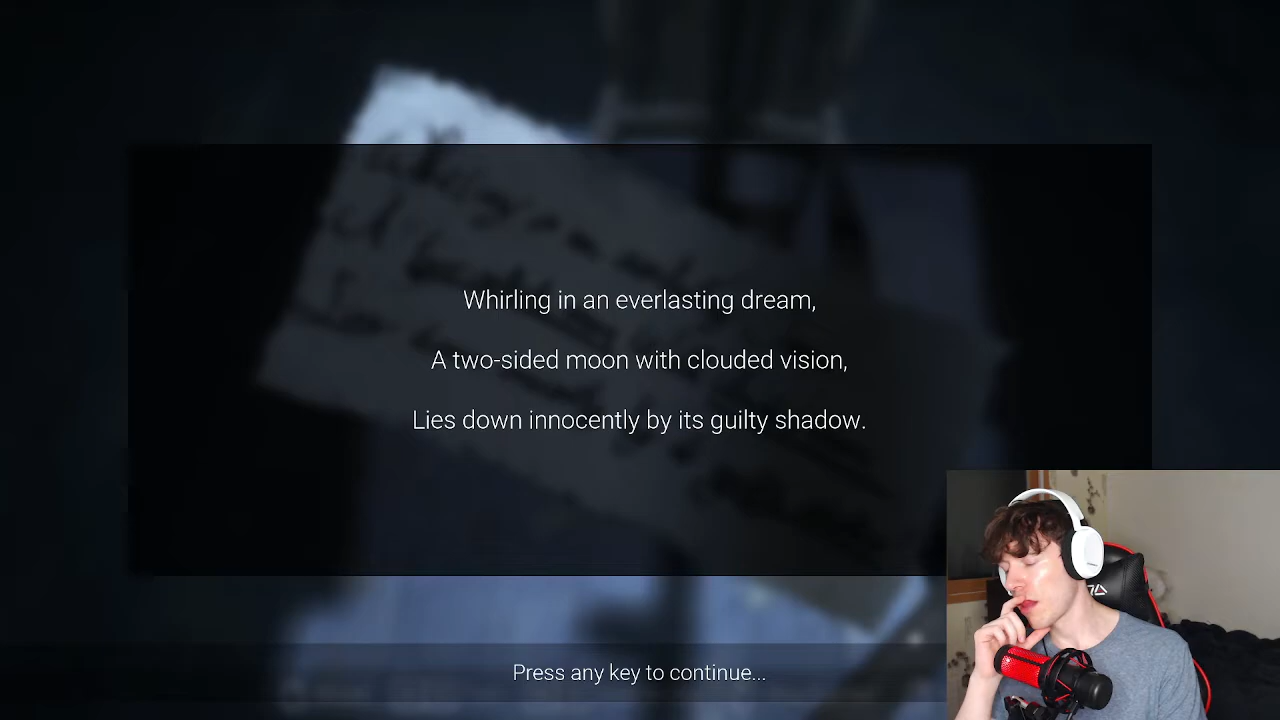 Whirling in an everlasting dream,
A two-sided moon with clouded vision,
Lies down innocently by its guilty shadow.
Press any key to continue...